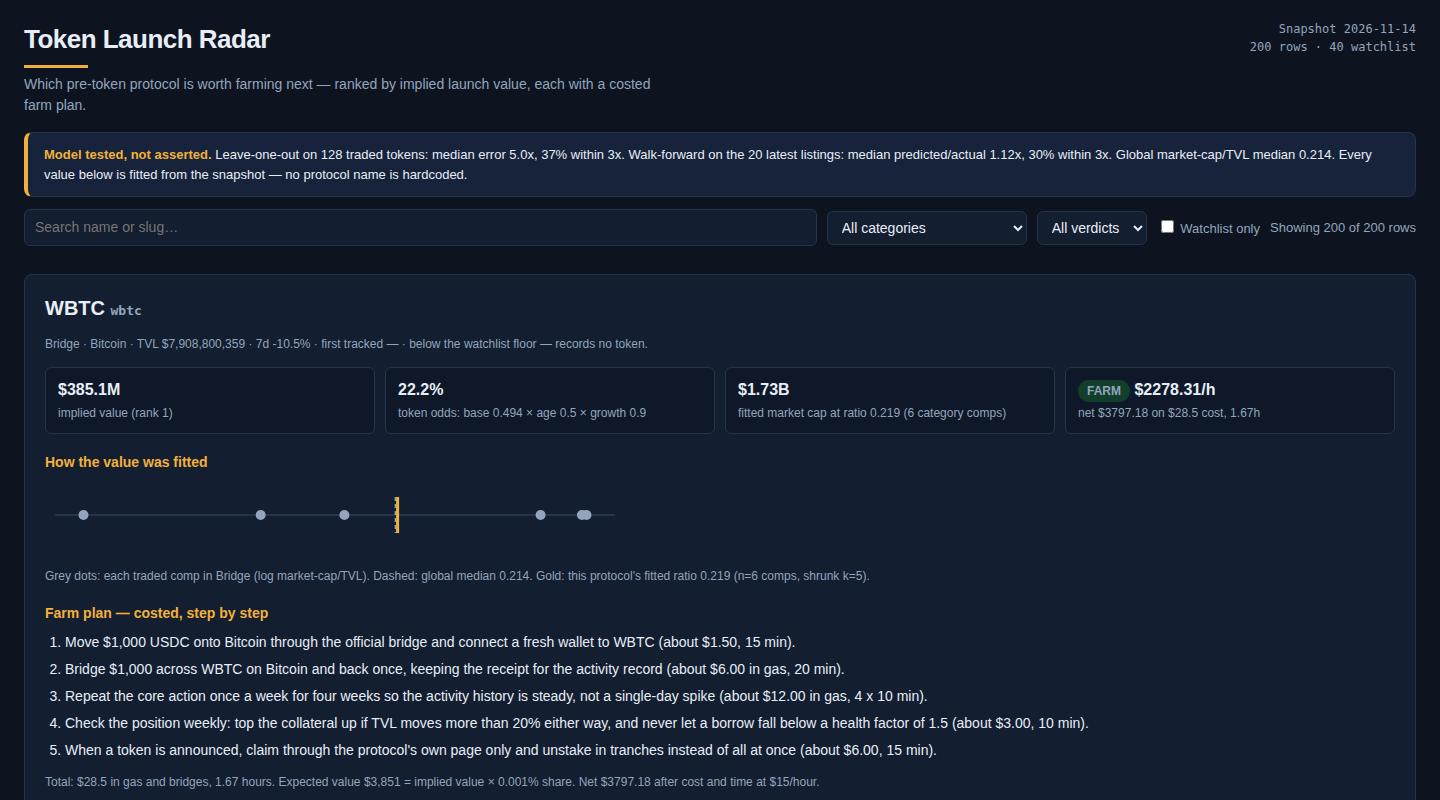 Token Launch Radar
Snapshot 2026-11-14
200 rows · 40 watchlist
Which pre-token protocol is worth farming next — ranked by implied launch value, each with a costed
farm plan.
Model tested, not asserted. Leave-one-out on 128 traded tokens: median error 5.0x, 37% within 3x. Walk-forward on the 20 latest listings: median predicted/actual 1.12x, 30% within 3x. Global market-cap/TVL median 0.214. Every
value below is fitted from the snapshot — no protocol name is hardcoded.
Search name or slug…
All categories
All verdicts
Watchlist only
Showing 200 of 200 rows
WBTC wbtc
Bridge · Bitcoin · TVL $7,908,800,359 · 7d -10.5% · first tracked — · below the watchlist floor — records no token.
$385.1M
implied value (rank 1)
22.2%
token odds: base 0.494 × age 0.5 × growth 0.9
$1.73B
fitted market cap at ratio 0.219 (6 category comps)
FARM $2278.31/h
net $3797.18 on $28.5 cost, 1.67h
How the value was fitted
Grey dots: each traded comp in Bridge (log market-cap/TVL). Dashed: global median 0.214. Gold: this protocol's fitted ratio 0.219 (n=6 comps, shrunk k=5).
Farm plan — costed, step by step
1. Move $1,000 USDC onto Bitcoin through the official bridge and connect a fresh wallet to WBTC (about $1.50, 15 min).
2. Bridge $1,000 across WBTC on Bitcoin and back once, keeping the receipt for the activity record (about $6.00 in gas, 20 min).
3. Repeat the core action once a week for four weeks so the activity history is steady, not a single-day spike (about $12.00 in gas, 4 x 10 min).
4. Check the position weekly: top the collateral up if TVL moves more than 20% either way, and never let a borrow fall below a health factor of 1.5 (about $3.00, 10 min).
5. When a token is announced, claim through the protocol's own page only and unstake in tranches instead of all at once (about $6.00, 15 min).
Total: $28.5 in gas and bridges, 1.67 hours. Expected value $3,851 = implied value × 0.001% share. Net $3797.18 after cost and time at $15/hour.